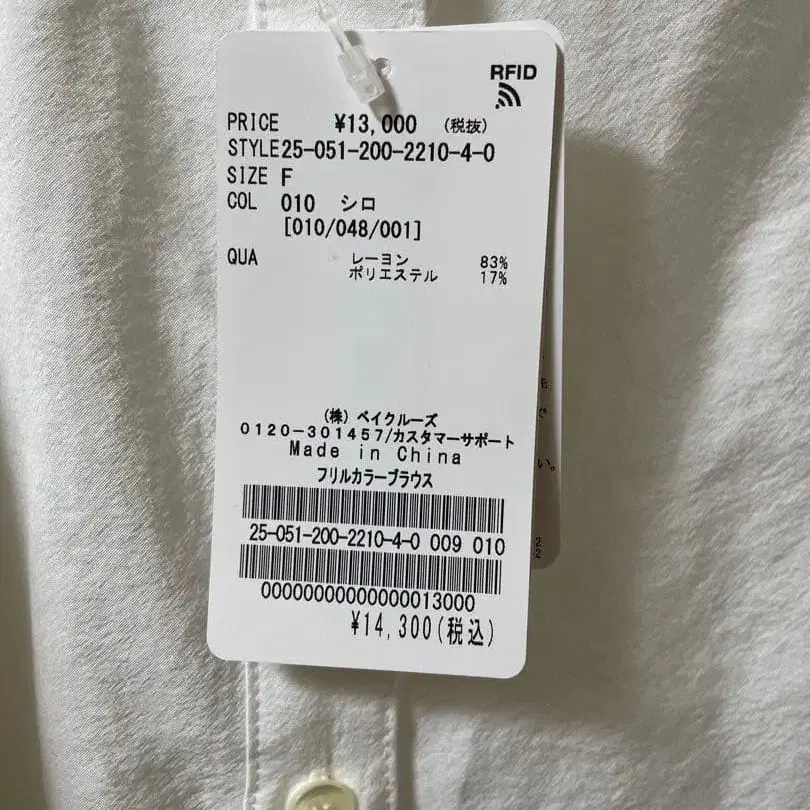 RFID
PRICE ¥13,000 (税抜)
STYLE25-051-200-2210-4-0
SIZE F
COL 010 シロ
[010/048/001]
QUA レーヨン 83%
ポリエステル 17%
(株) ベイクルーズ
0120-301457/カスタマーサポート
Made in China
フリルカラーブラウス
25-051-200-2210-4-0 009 010
00000000000000013000
¥14,300(税込)
い。
2
2